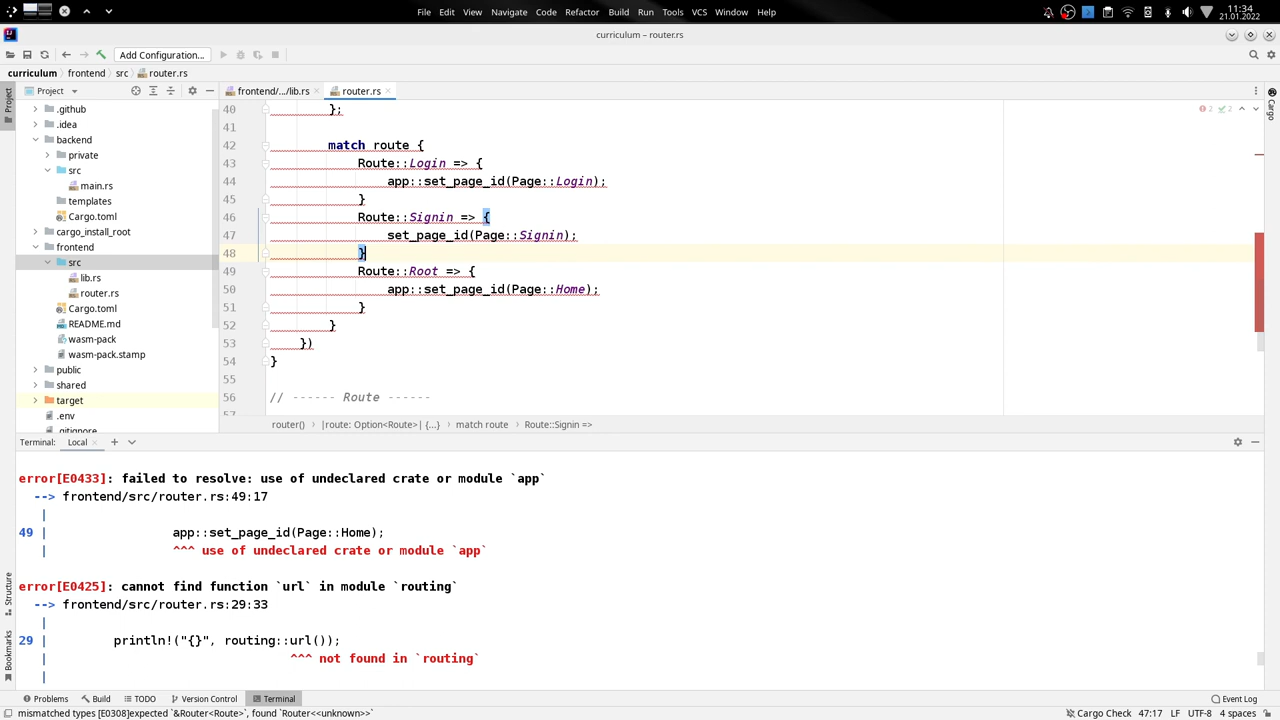 File Edit View Navigate Code Refactor Build Run Tools VCS Window Help
11:34
21.01.2022
curriculum – router.rs
Add Configuration...
curriculum frontend src router.rs
Project
frontend/.../lib.rs
router.rs
.github
.idea
backend
private
src
main.rs
templates
Cargo.toml
cargo_install_root
frontend
src
lib.rs
router.rs
Cargo.toml
README.md
wasm-pack
wasm-pack.stamp
public
shared
target
.env
.gitignore
2 2
40 };
41
42 match route {
43 Route::Login => {
44 app::set_page_id(Page::Login);
45 }
46 Route::Signin => {
47 set_page_id(Page::Signin);
48 }
49 Route::Root => {
50 app::set_page_id(Page::Home);
51 }
52 }
53 })
54 }
55
56 // ------ Route ------
57
router() |route: Option<Route>| {...} match route Route::Signin =>
Project
Structure
Bookmarks
Cargo
Terminal: Local
error[E0433]: failed to resolve: use of undeclared crate or module `app`
--> frontend/src/router.rs:49:17
|
49 | app::set_page_id(Page::Home);
| ^^^ use of undeclared crate or module `app`
error[E0425]: cannot find function `url` in module `routing`
--> frontend/src/router.rs:29:33
|
29 | println!("{}", routing::url());
| ^^^ not found in `routing`
|
Problems Build TODO Version Control Terminal Event Log
mismatched types [E0308]expected `&Router<Route>`, found `Router<<unknown>>`
Cargo Check 47:17 LF UTF-8 4 spaces